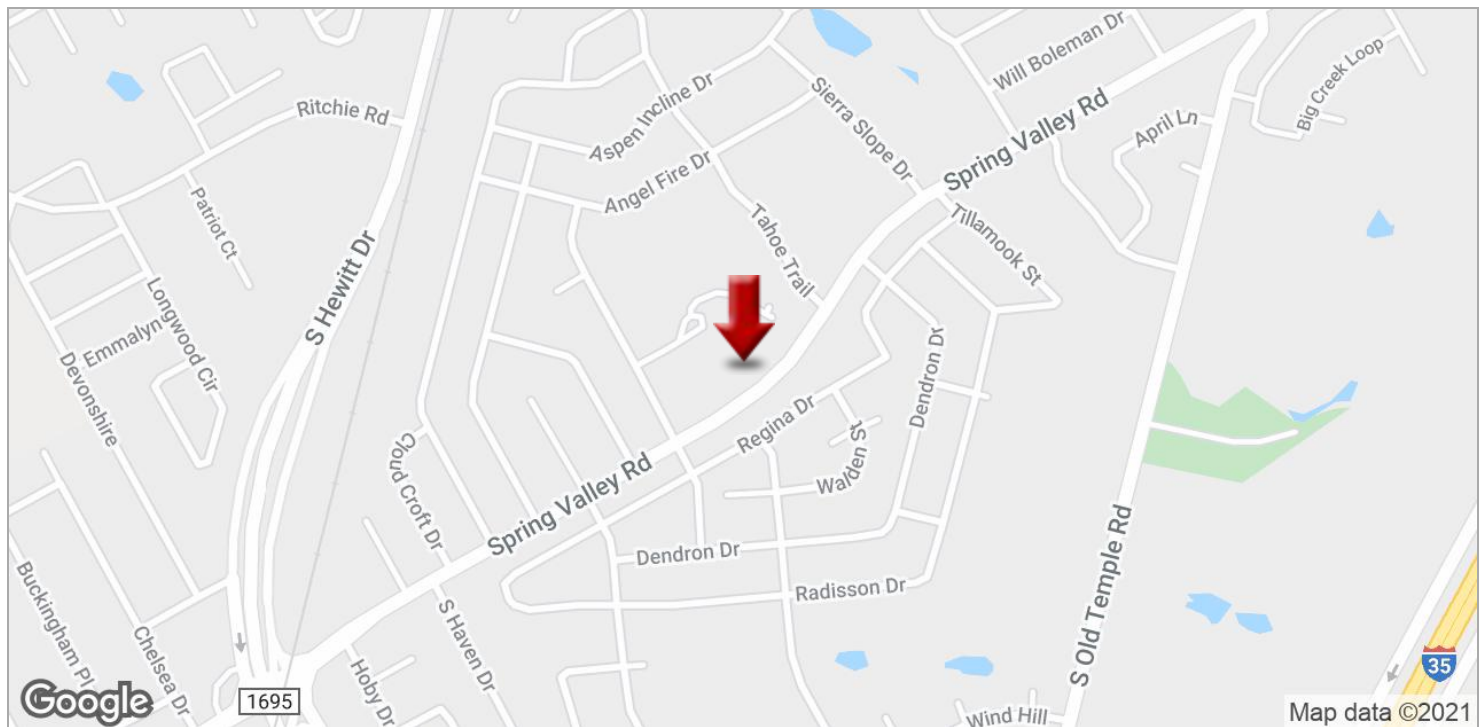 Will Boleman Dr
Big Creek Loop
Ritchie Rd
Aspen Incline Dr
Sierra Slope Dr
Spring Valley Rd
April Ln
Angel Fire Dr
Patriot Ct
Tahoe Trail
Tillamook St
S Hewitt Dr
Longwood Cir
Emmalyn
Devonshire
Dendron Dr
Regina Dr
Cloud Croft Dr
Walden St
Spring Valley Rd
Dendron Dr
S Old Temple Rd
Radisson Dr
Buckingham Pl
Chelsea Dr
S Haven Dr
Hoby Dr
35
Google
1695
Wind Hill
Map data ©2021